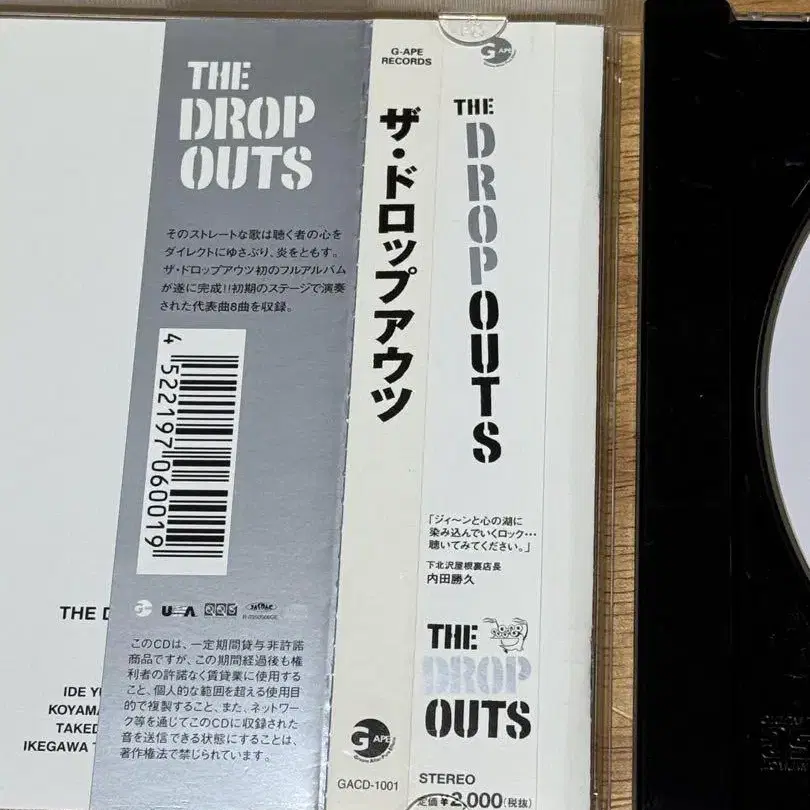 THE
DROP
OUTS
そのストレートな歌は聴く者の心を
ダイレクトにゆさぶり、炎をともす。
ザ・ドロップアウツ初のフルアルバム
が遂に完成!!初期のステージで演奏
された代表曲8曲を収録。
4 522197 060019
このCDは、一定期間貸与非許諾
商品ですが、この期間経過後も権
利者の許諾なく賃貸業に使用する
こと、個人的な範囲を超える使用目
的で複製すること、また、ネットワー
ク等を通じてこのCDに収録された
音を送信できる状態にすることは、
著作権法で禁じられています。
THE D
IDE YU
KOYAMA
TAKED
IKEGAWA T
G-APE
RECORDS
ザ・ドロップアウツ
G APE
GACD-1001
G APE
THE DROP OUTS
「ジィ〜ンと心の湖に
染み込んでいくロック…
聴いてみてください。」
下北沢屋根裏店長
内田勝久
THE
DROP
OUTS
STEREO
定価¥2,000(税抜)